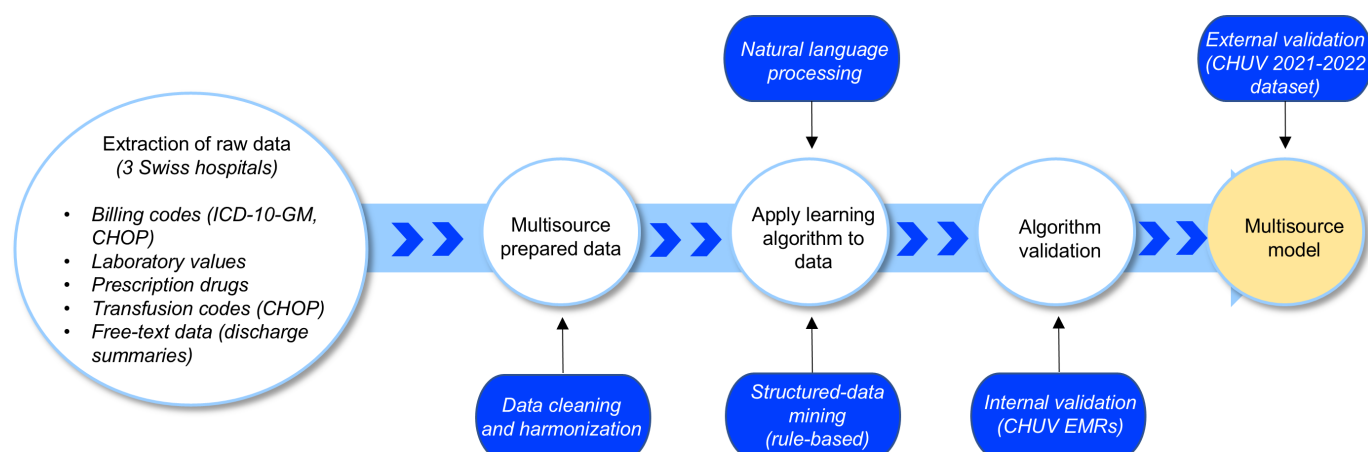 Extraction of raw data
(3 Swiss hospitals)
• Billing codes (ICD-10-GM,
CHOP)
• Laboratory values
• Prescription drugs
• Transfusion codes (CHOP)
• Free-text data (discharge
summaries)
Multisource
prepared data
Data cleaning
and harmonization
Natural language
processing
Apply learning
algorithm to
data
Structured-data
mining
(rule-based)
Algorithm
validation
Internal validation
(CHUV EMRs)
External validation
(CHUV 2021-2022
dataset)
Multisource
model